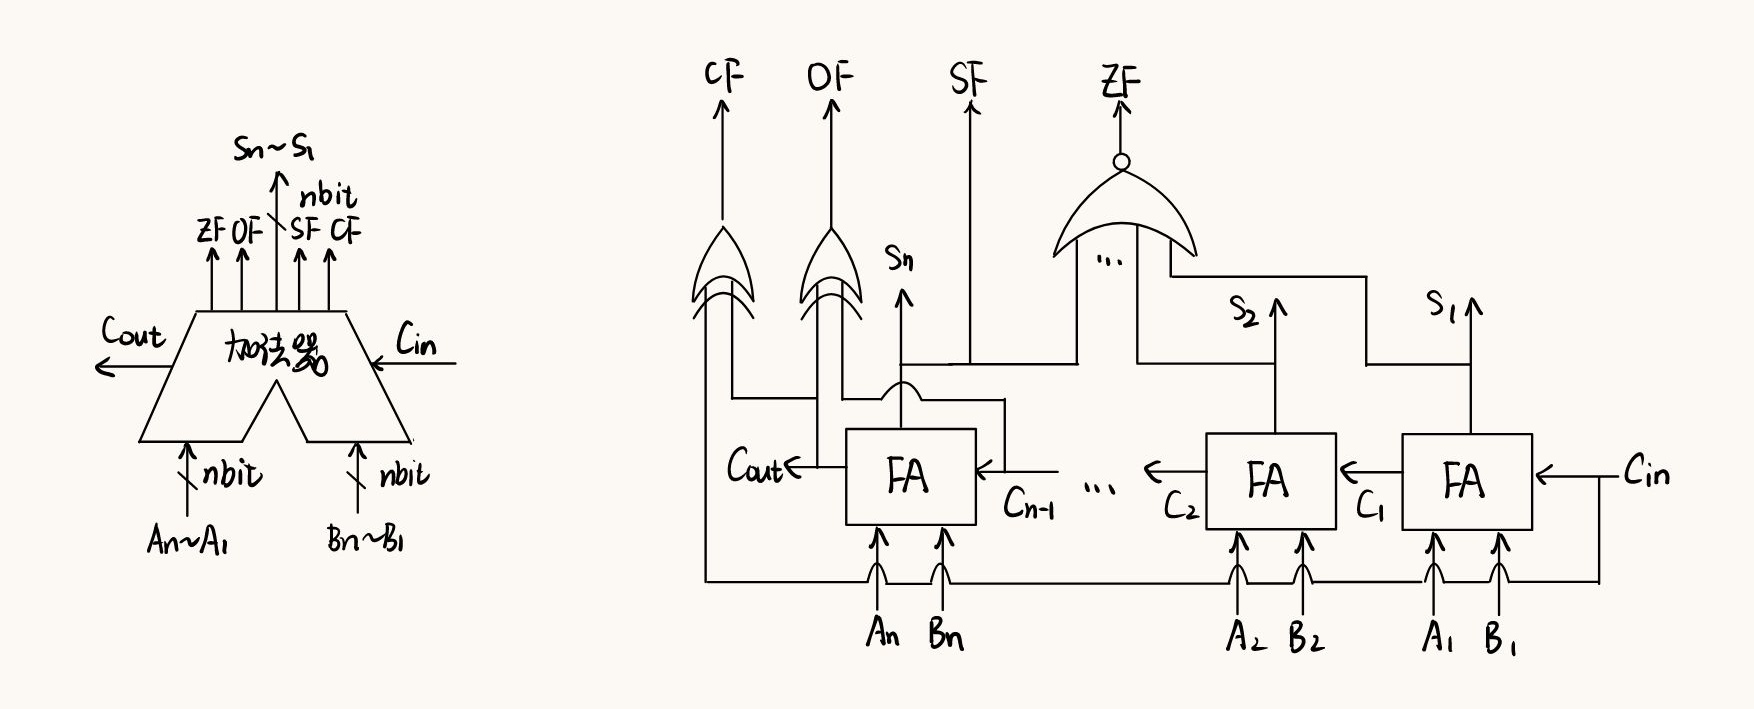 Sn~S1
nbit
ZF OF SF CF
Cout 加法器 Cin
nbit nbit
An~A1 Bn~B1
CF OF SF ZF
Sn S2 S1
Cout FA Cn-1 ... C2 FA C1 FA Cin
...
An Bn A2 B2 A1 B1